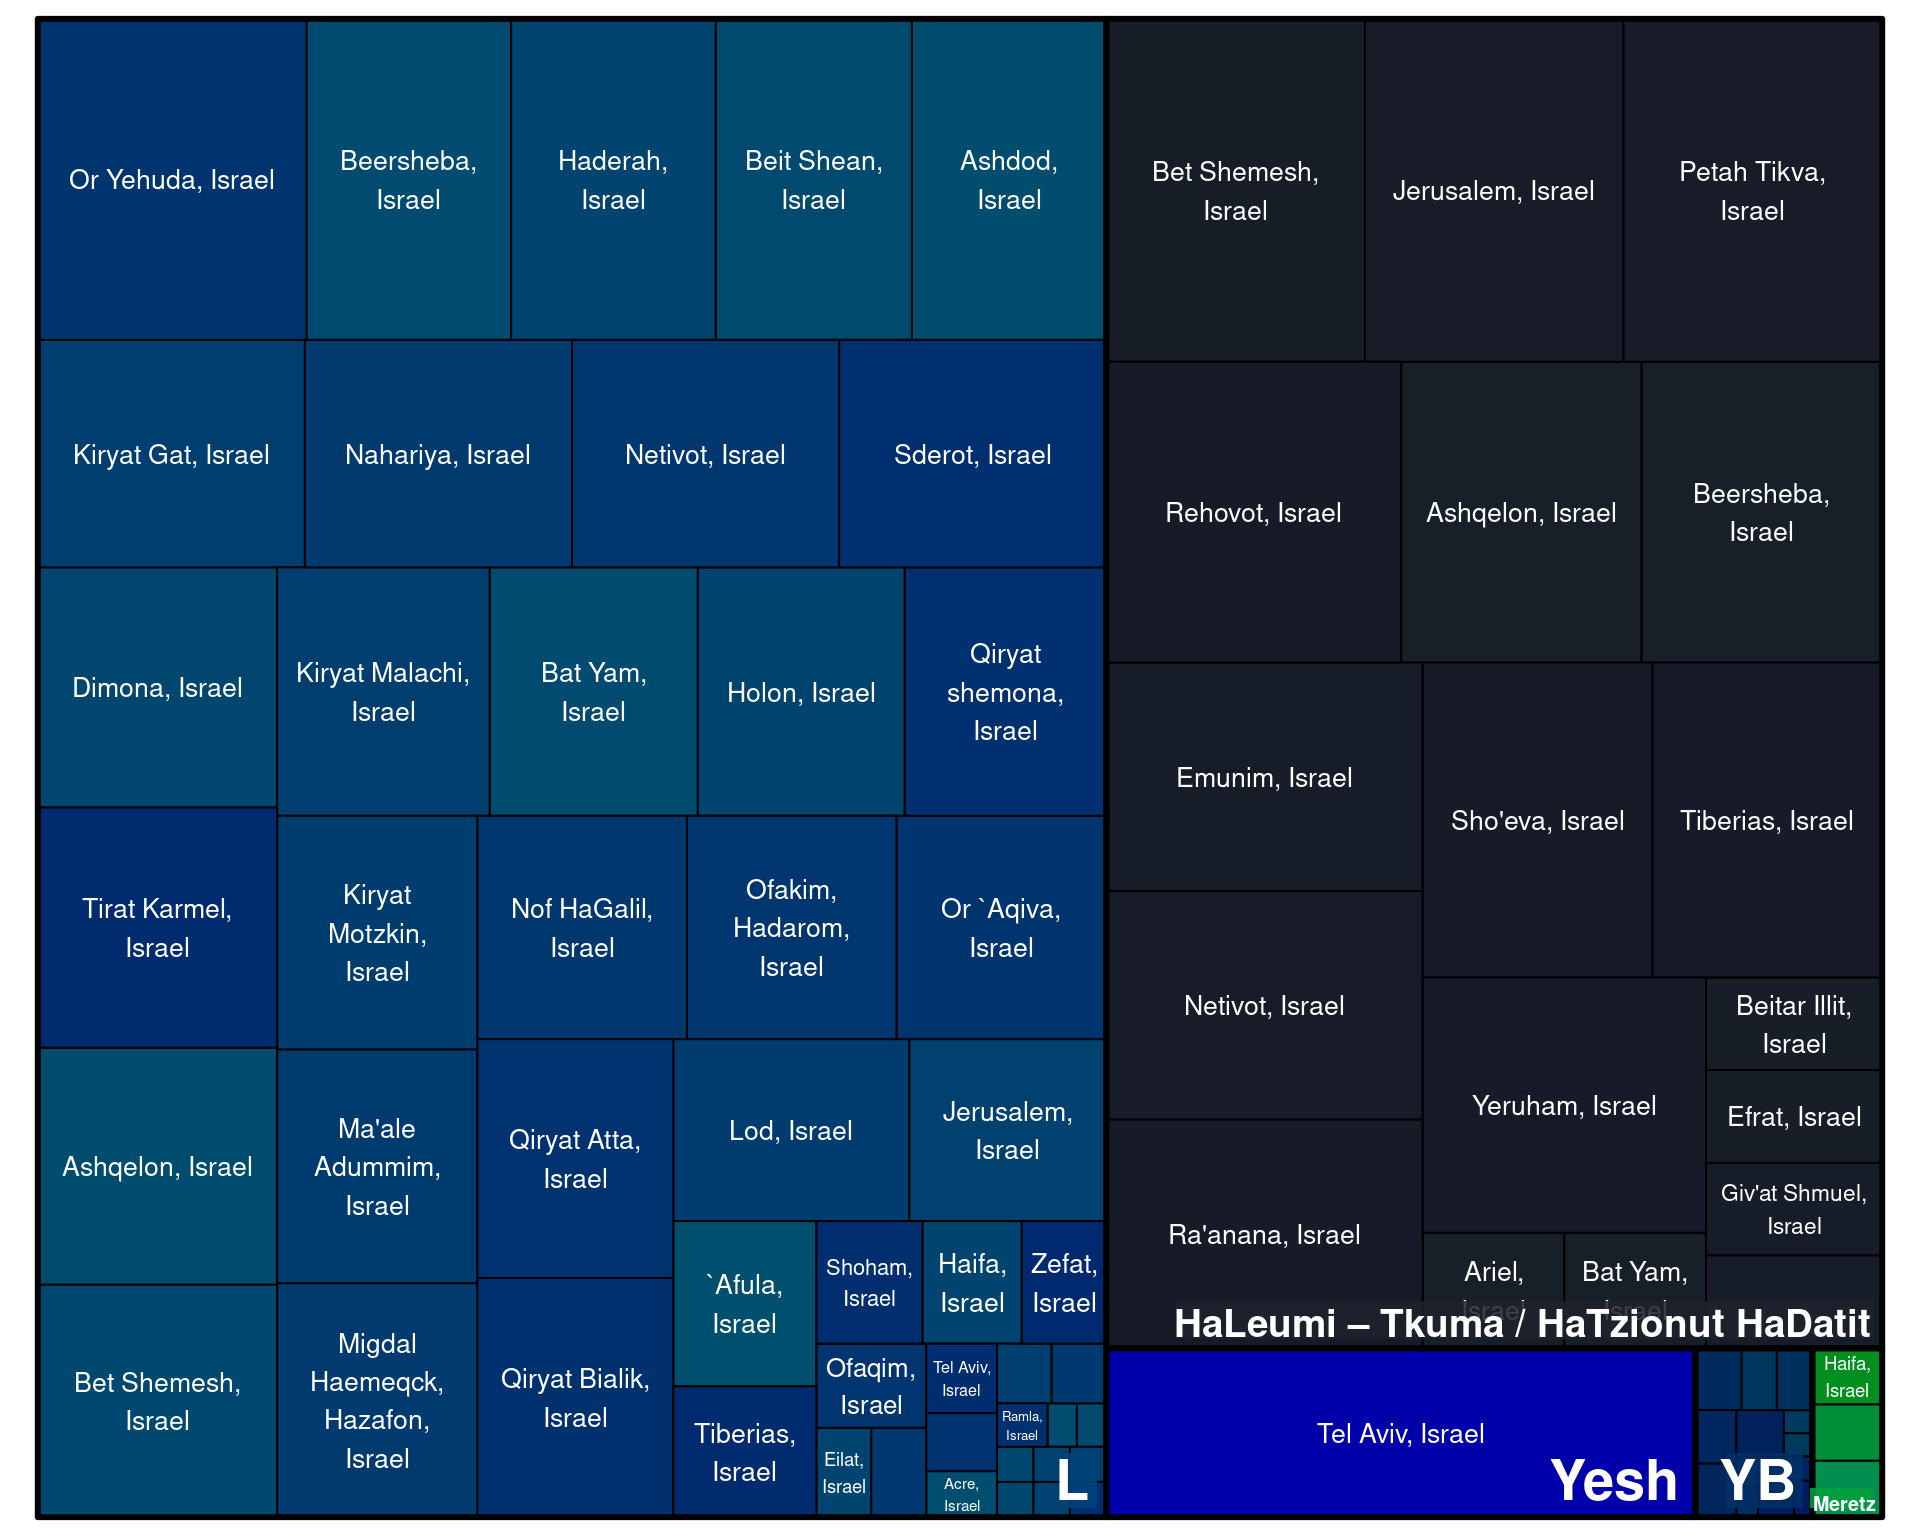 Or Yehuda, Israel
Beersheba,
Israel
Haderah,
Israel
Beit Shean,
Israel
Ashdod,
Israel
Kiryat Gat, Israel
Nahariya, Israel
Netivot, Israel
Sderot, Israel
Dimona, Israel
Kiryat Malachi,
Israel
Bat Yam,
Israel
Holon, Israel
Qiryat
shemona,
Israel
Tirat Karmel,
Israel
Kiryat
Motzkin,
Israel
Nof HaGalil,
Israel
Ofakim,
Hadarom,
Israel
Or `Aqiva,
Israel
Ashqelon, Israel
Ma'ale
Adummim,
Israel
Qiryat Atta,
Israel
Lod, Israel
Jerusalem,
Israel
Bet Shemesh,
Israel
Migdal
Haemeqck,
Hazafon,
Israel
Qiryat Bialik,
Israel
`Afula,
Israel
Tiberias,
Israel
Shoham,
Israel
Haifa,
Israel
Zefat,
Israel
Ofaqim,
Israel
Tel Aviv,
Israel
Eilat,
Israel
Acre,
Israel
Ramla,
Israel
L
Bet Shemesh,
Israel
Jerusalem, Israel
Petah Tikva,
Israel
Rehovot, Israel
Ashqelon, Israel
Beersheba,
Israel
Emunim, Israel
Sho'eva, Israel
Tiberias, Israel
Netivot, Israel
Ra'anana, Israel
Yeruham, Israel
Beitar Illit,
Israel
Efrat, Israel
Giv'at Shmuel,
Israel
Ariel,
Israel
Bat Yam,
Israel
HaLeumi – Tkuma / HaTzionut HaDatit
Tel Aviv, Israel
Yesh
YB
Haifa,
Israel
Meretz